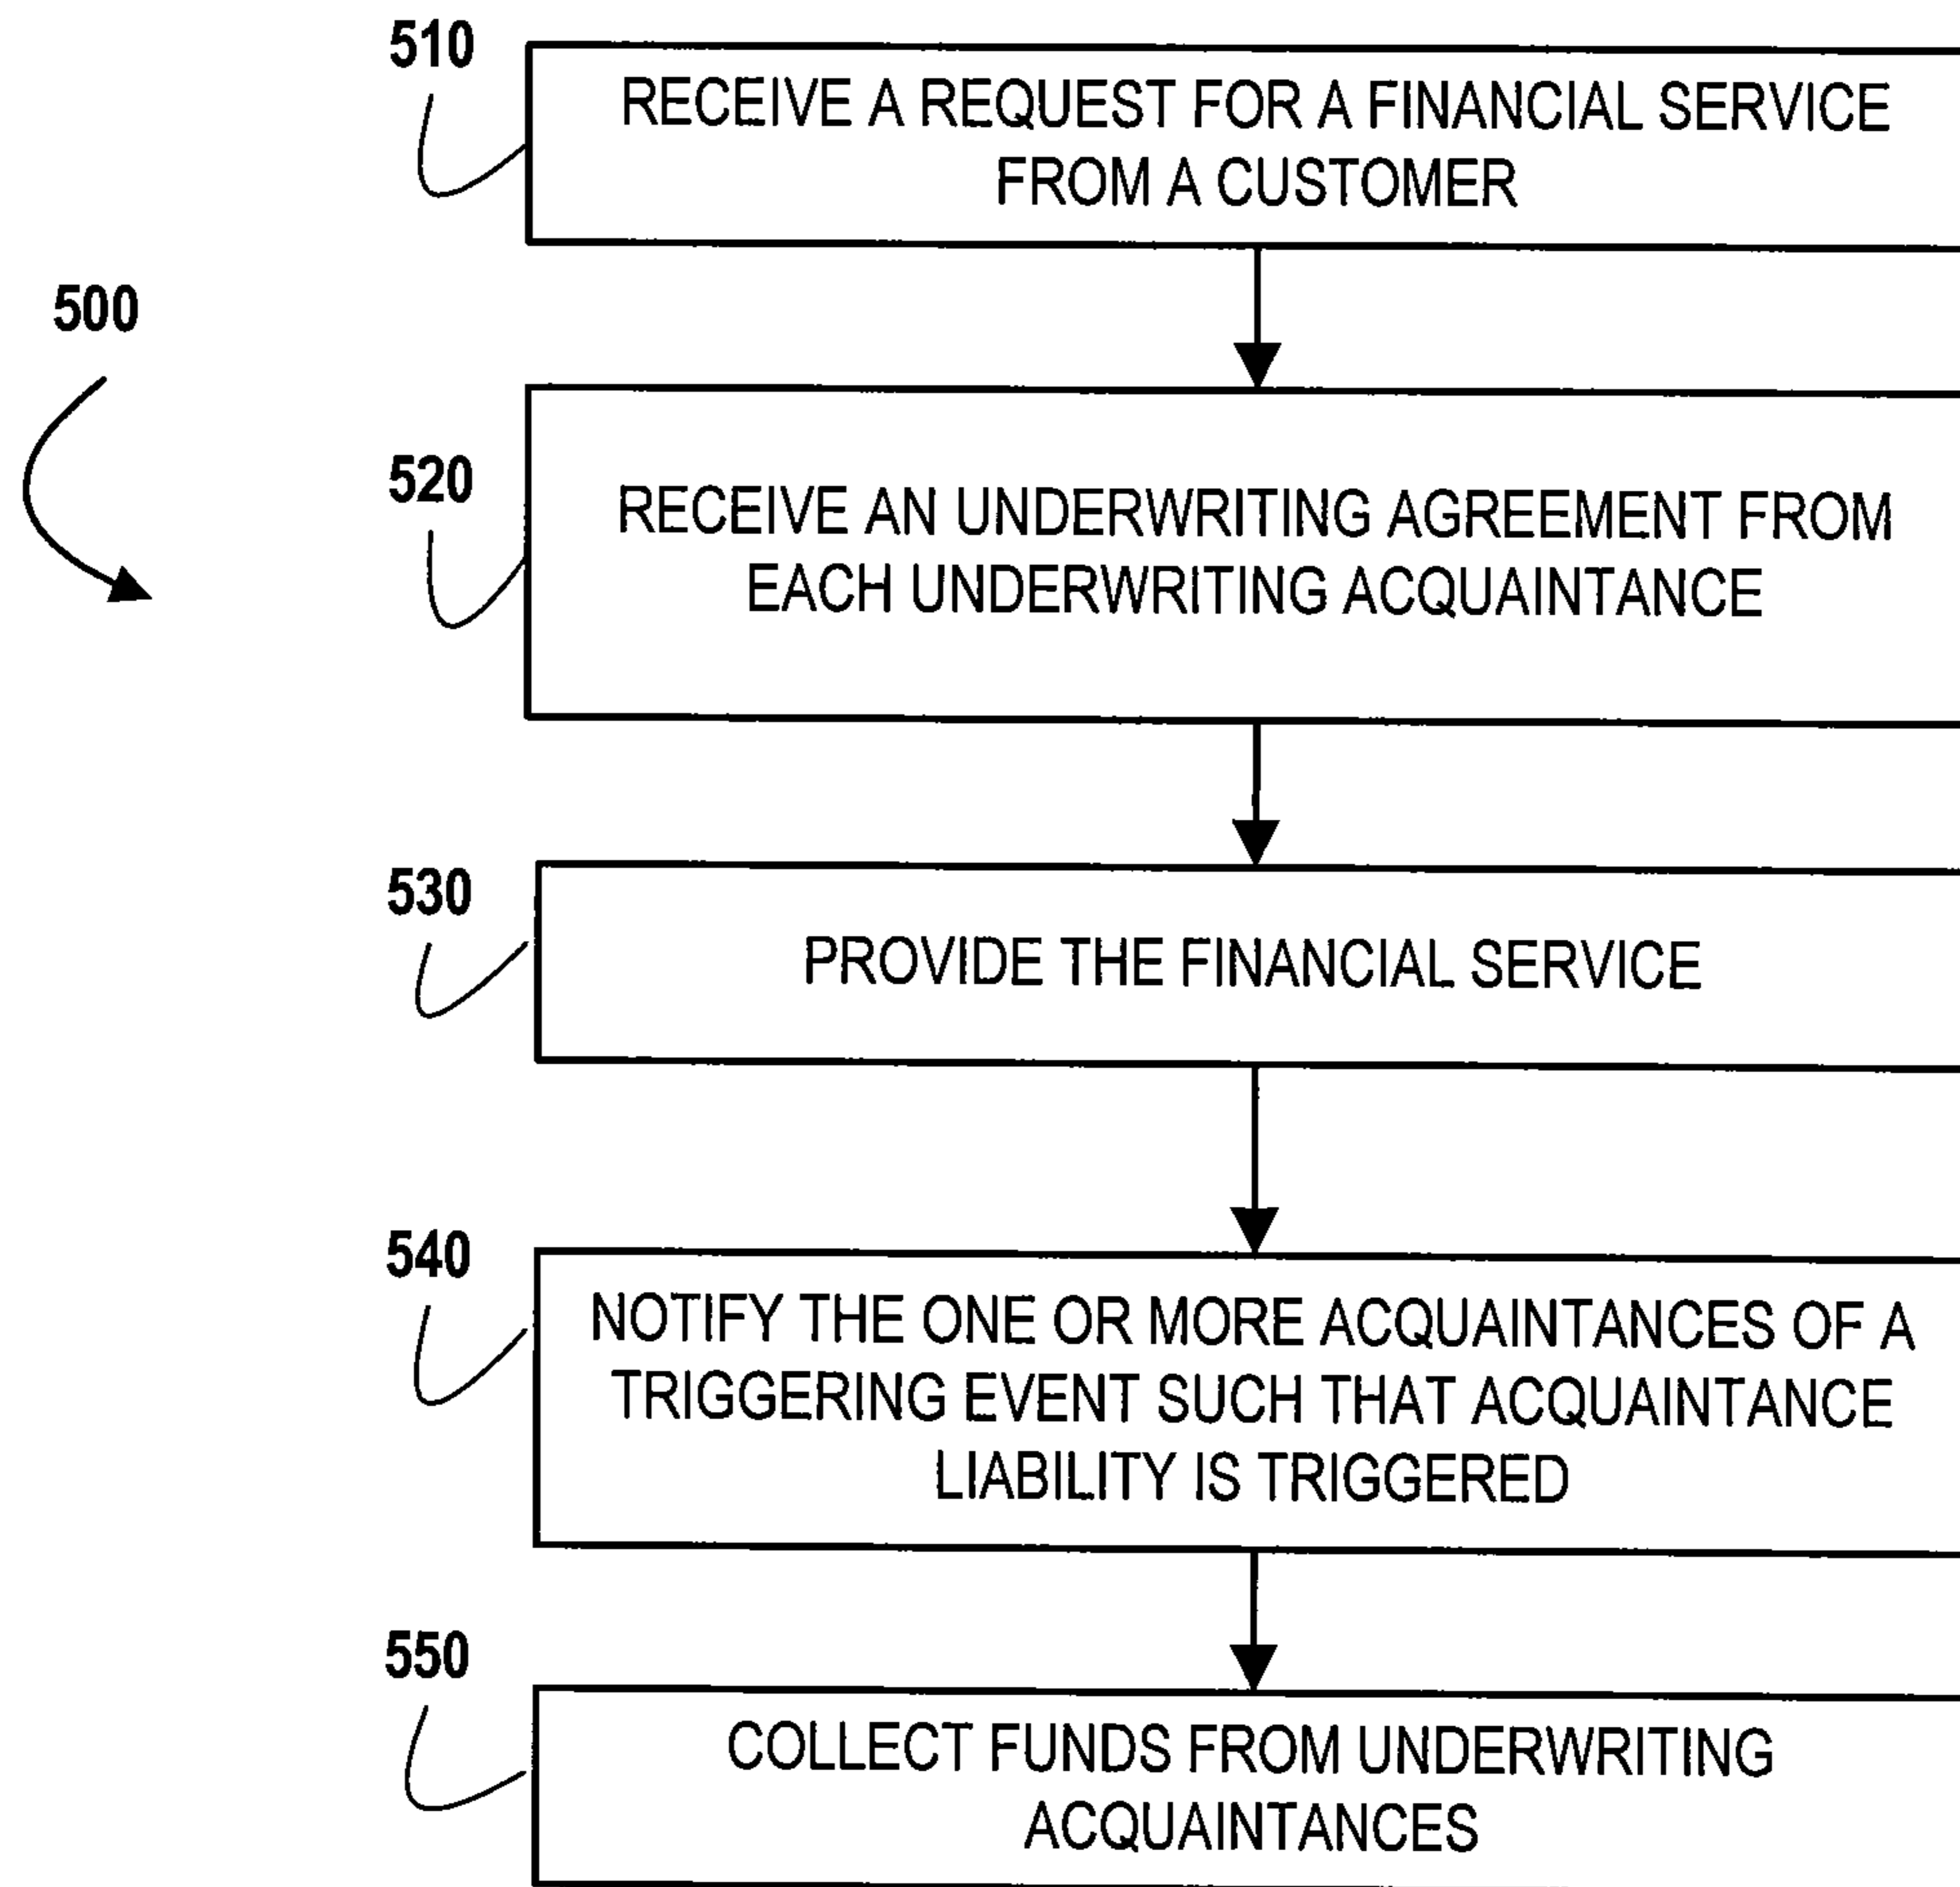 510
RECEIVE A REQUEST FOR A FINANCIAL SERVICE
FROM A CUSTOMER
500
520
RECEIVE AN UNDERWRITING AGREEMENT FROM
EACH UNDERWRITING ACQUAINTANCE
530
PROVIDE THE FINANCIAL SERVICE
540
NOTIFY THE ONE OR MORE ACQUAINTANCES OF A
TRIGGERING EVENT SUCH THAT ACQUAINTANCE
LIABILITY IS TRIGGERED
550
COLLECT FUNDS FROM UNDERWRITING
ACQUAINTANCES